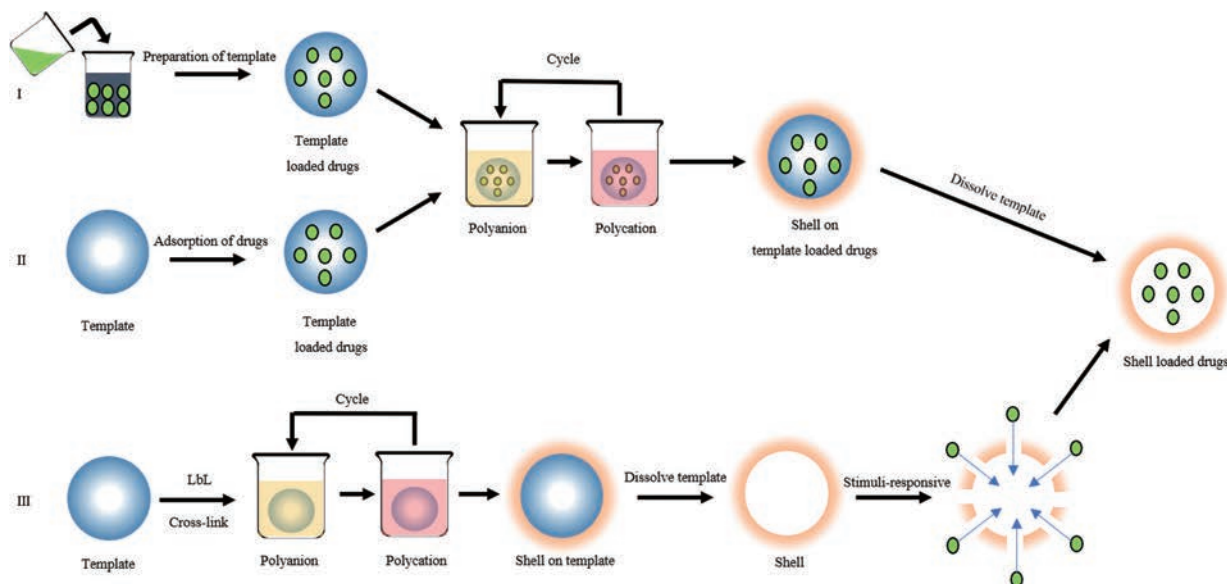 I
Preparation of template
Template
loaded drugs
Cycle
Polyanion
Polycation
Shell on
template loaded drugs
Dissolve template
II
Adsorption of drugs
Template
Template
loaded drugs
Shell loaded drugs
III
LbL
Cross-link
Template
Cycle
Polyanion
Polycation
Shell on template
Dissolve template
Shell
Stimuli-responsive